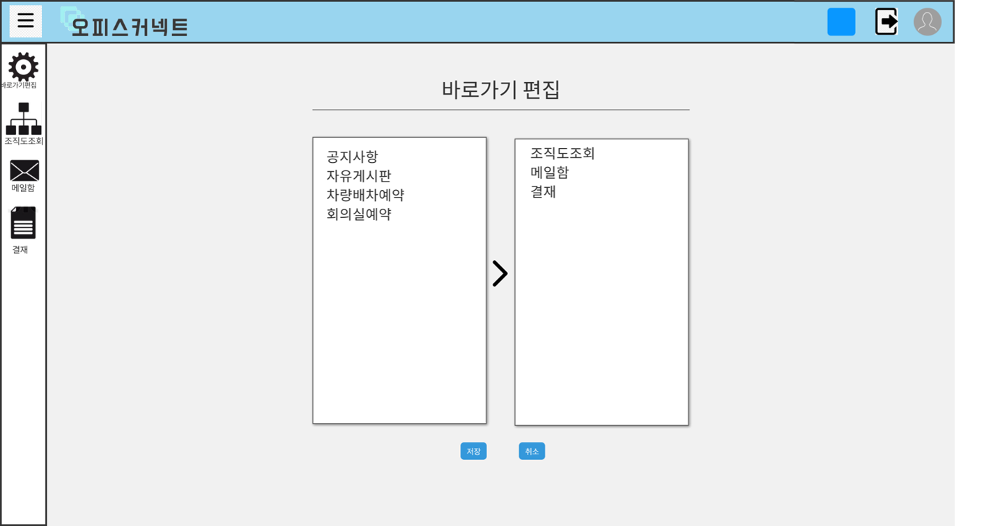 오피스커넥트
바로가기편집
조직도조회
메일함
결재
바로가기 편집
공지사항
자유게시판
차량배차예약
회의실예약
조직도조회
메일함
결재
저장
취소